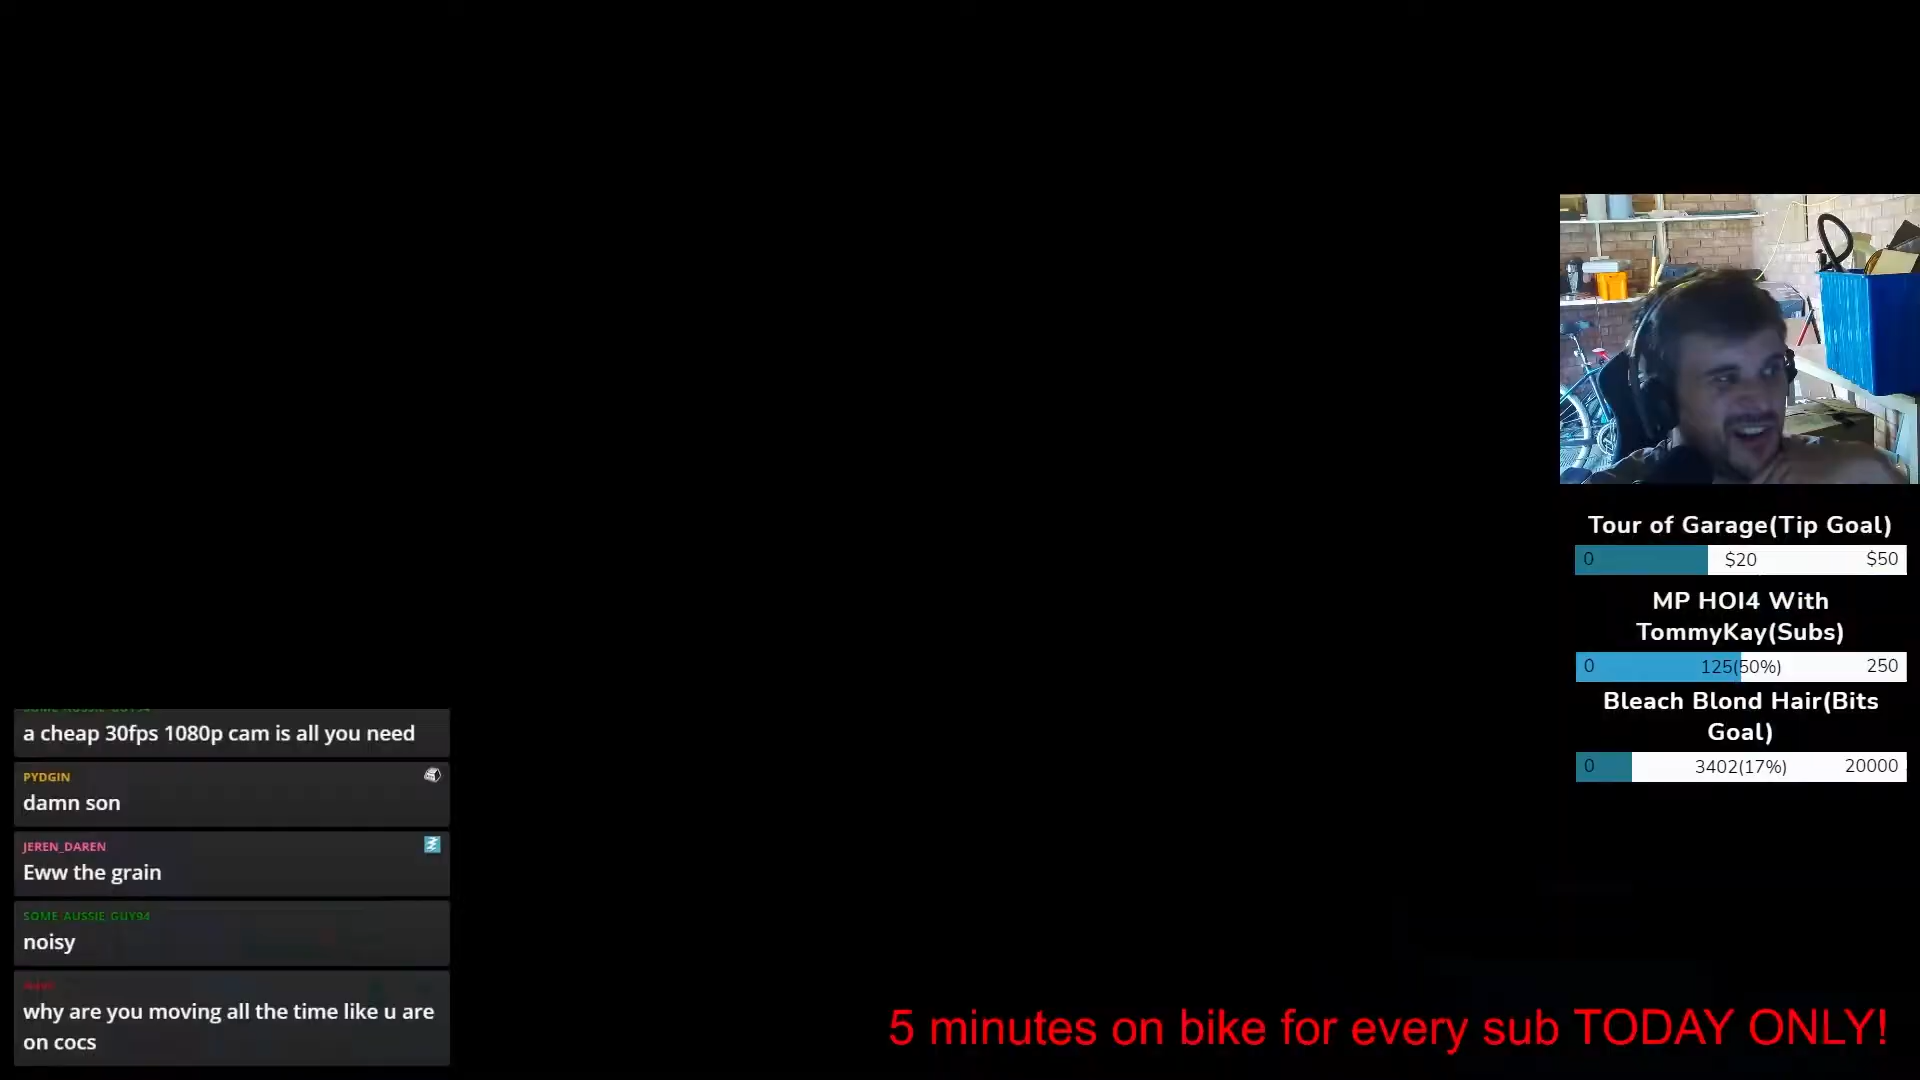 Tour of Garage(Tip Goal)
0 $20 $50
MP HOI4 With
TommyKay(Subs)
0 125(50%) 250
Bleach Blond Hair(Bits
Goal)
0 3402(17%) 20000
SOME_AUSSIE_GUY94
a cheap 30fps 1080p cam is all you need
PYDGIN
damn son
JEREN_DAREN
Eww the grain
SOME_AUSSIE_GUY94
noisy
why are you moving all the time like u are
on cocs
5 minutes on bike for every sub TODAY ONLY!